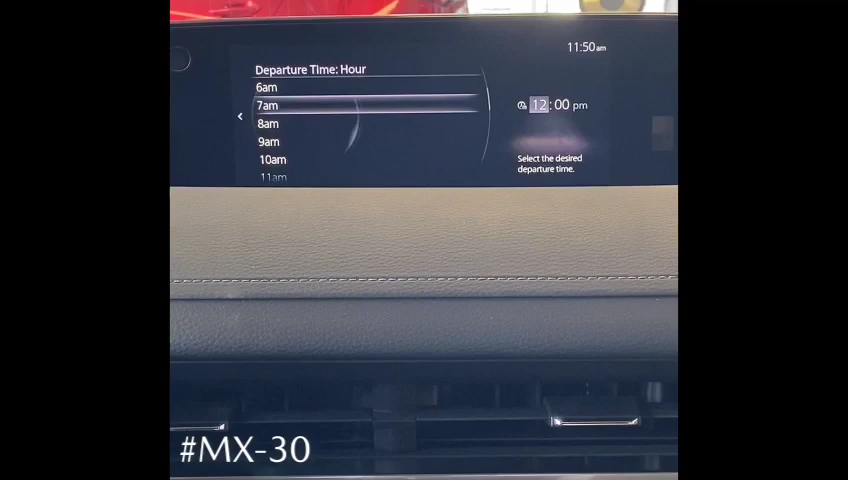 11:50am
Departure Time: Hour
6am
7am
8am
9am
10am
11am
12:00 pm
Select the desired
departure time.
#MX-30